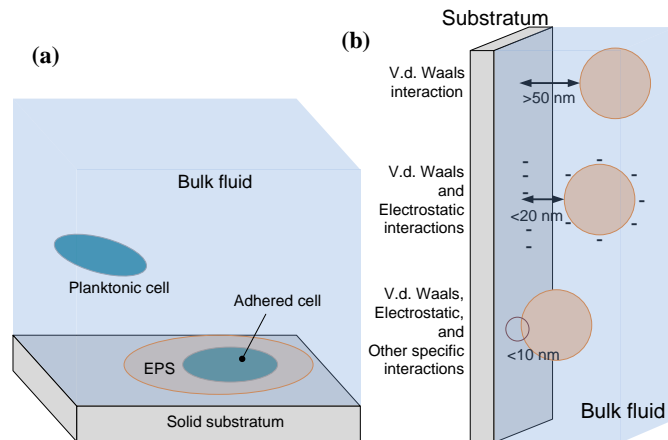 (a)
Bulk fluid
Planktonic cell
Adhered cell
EPS
Solid substratum
Substratum
(b)
V.d. Waals
interaction
>50 nm
V.d. Waals
and
Electrostatic
interactions
- - - - -
- - - - - -
<20 nm
V.d. Waals,
Electrostatic,
and
Other specific
interactions
<10 nm
Bulk fluid